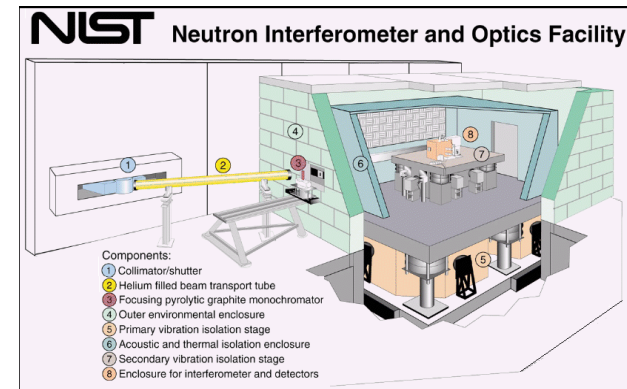 NIST Neutron Interferometer and Optics Facility
4
8
1
2
3
6
7
5
Components:
1 Collimator/shutter
2 Helium filled beam transport tube
3 Focusing pyrolytic graphite monochromator
4 Outer environmental enclosure
5 Primary vibration isolation stage
6 Acoustic and thermal isolation enclosure
7 Secondary vibration isolation stage
8 Enclosure for interferometer and detectors